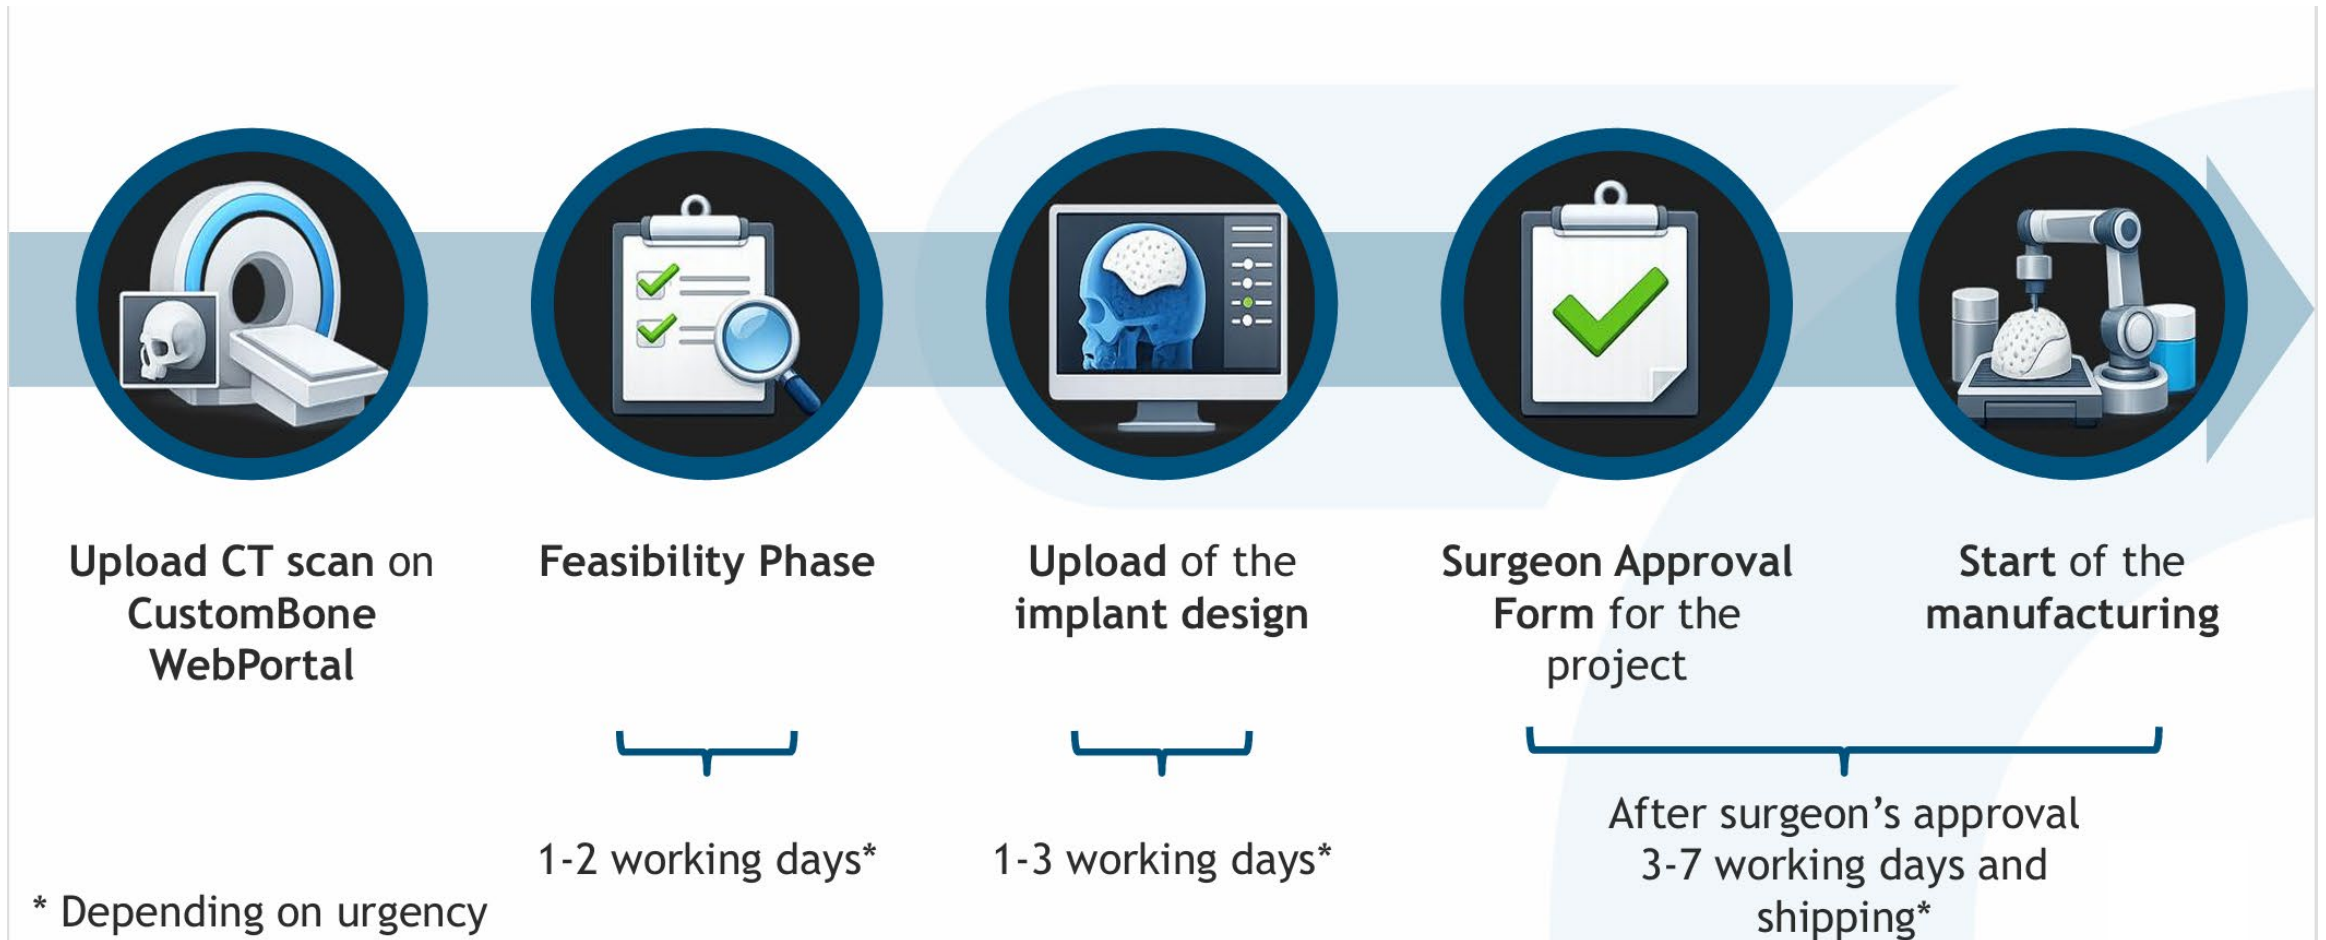 Upload CT scan on
CustomBone
WebPortal
Feasibility Phase
Upload of the
implant design
Surgeon Approval
Form for the
project
Start of the
manufacturing
1-2 working days*
1-3 working days*
After surgeon’s approval
3-7 working days and
shipping*
* Depending on urgency